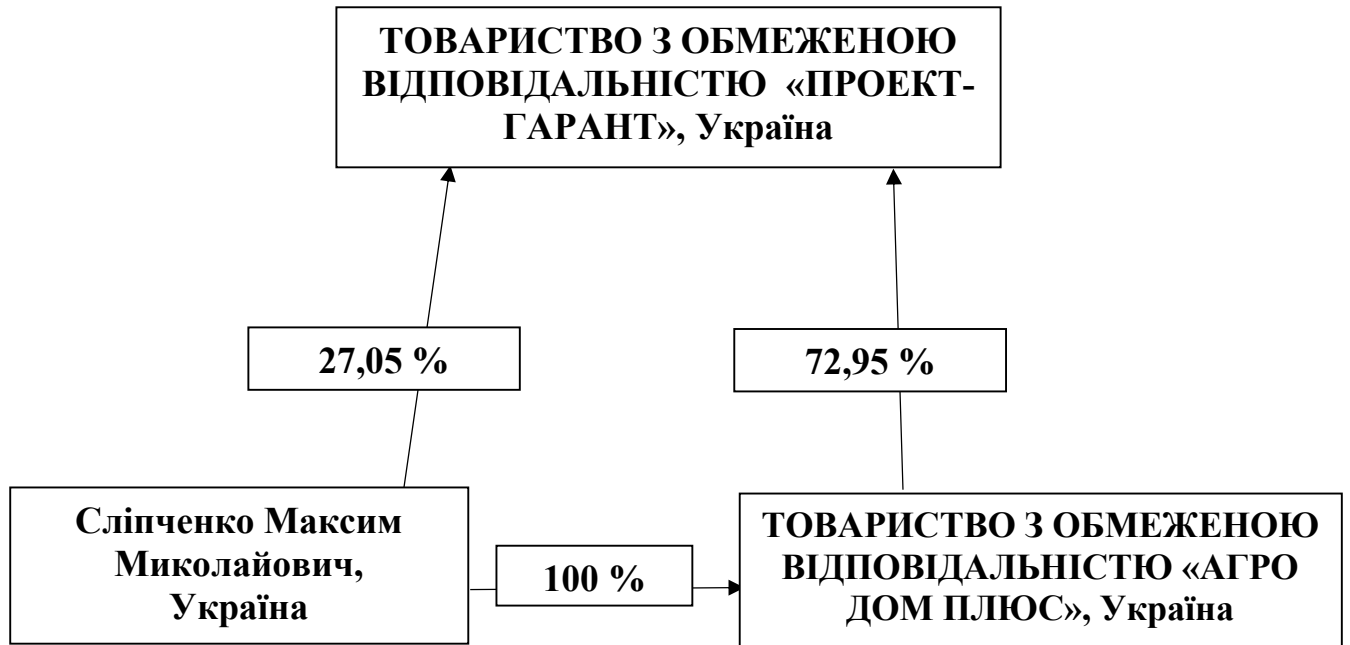 ТОВАРИСТВО З ОБМЕЖЕНОЮ
ВІДПОВІДАЛЬНІСТЮ «ПРОЕКТ-
ГАРАНТ», Україна
27,05 %
72,95 %
Сліпченко Максим
Миколайович,
Україна
100 %
ТОВАРИСТВО З ОБМЕЖЕНОЮ
ВІДПОВІДАЛЬНІСТЮ «АГРО
ДОМ ПЛЮС», Україна